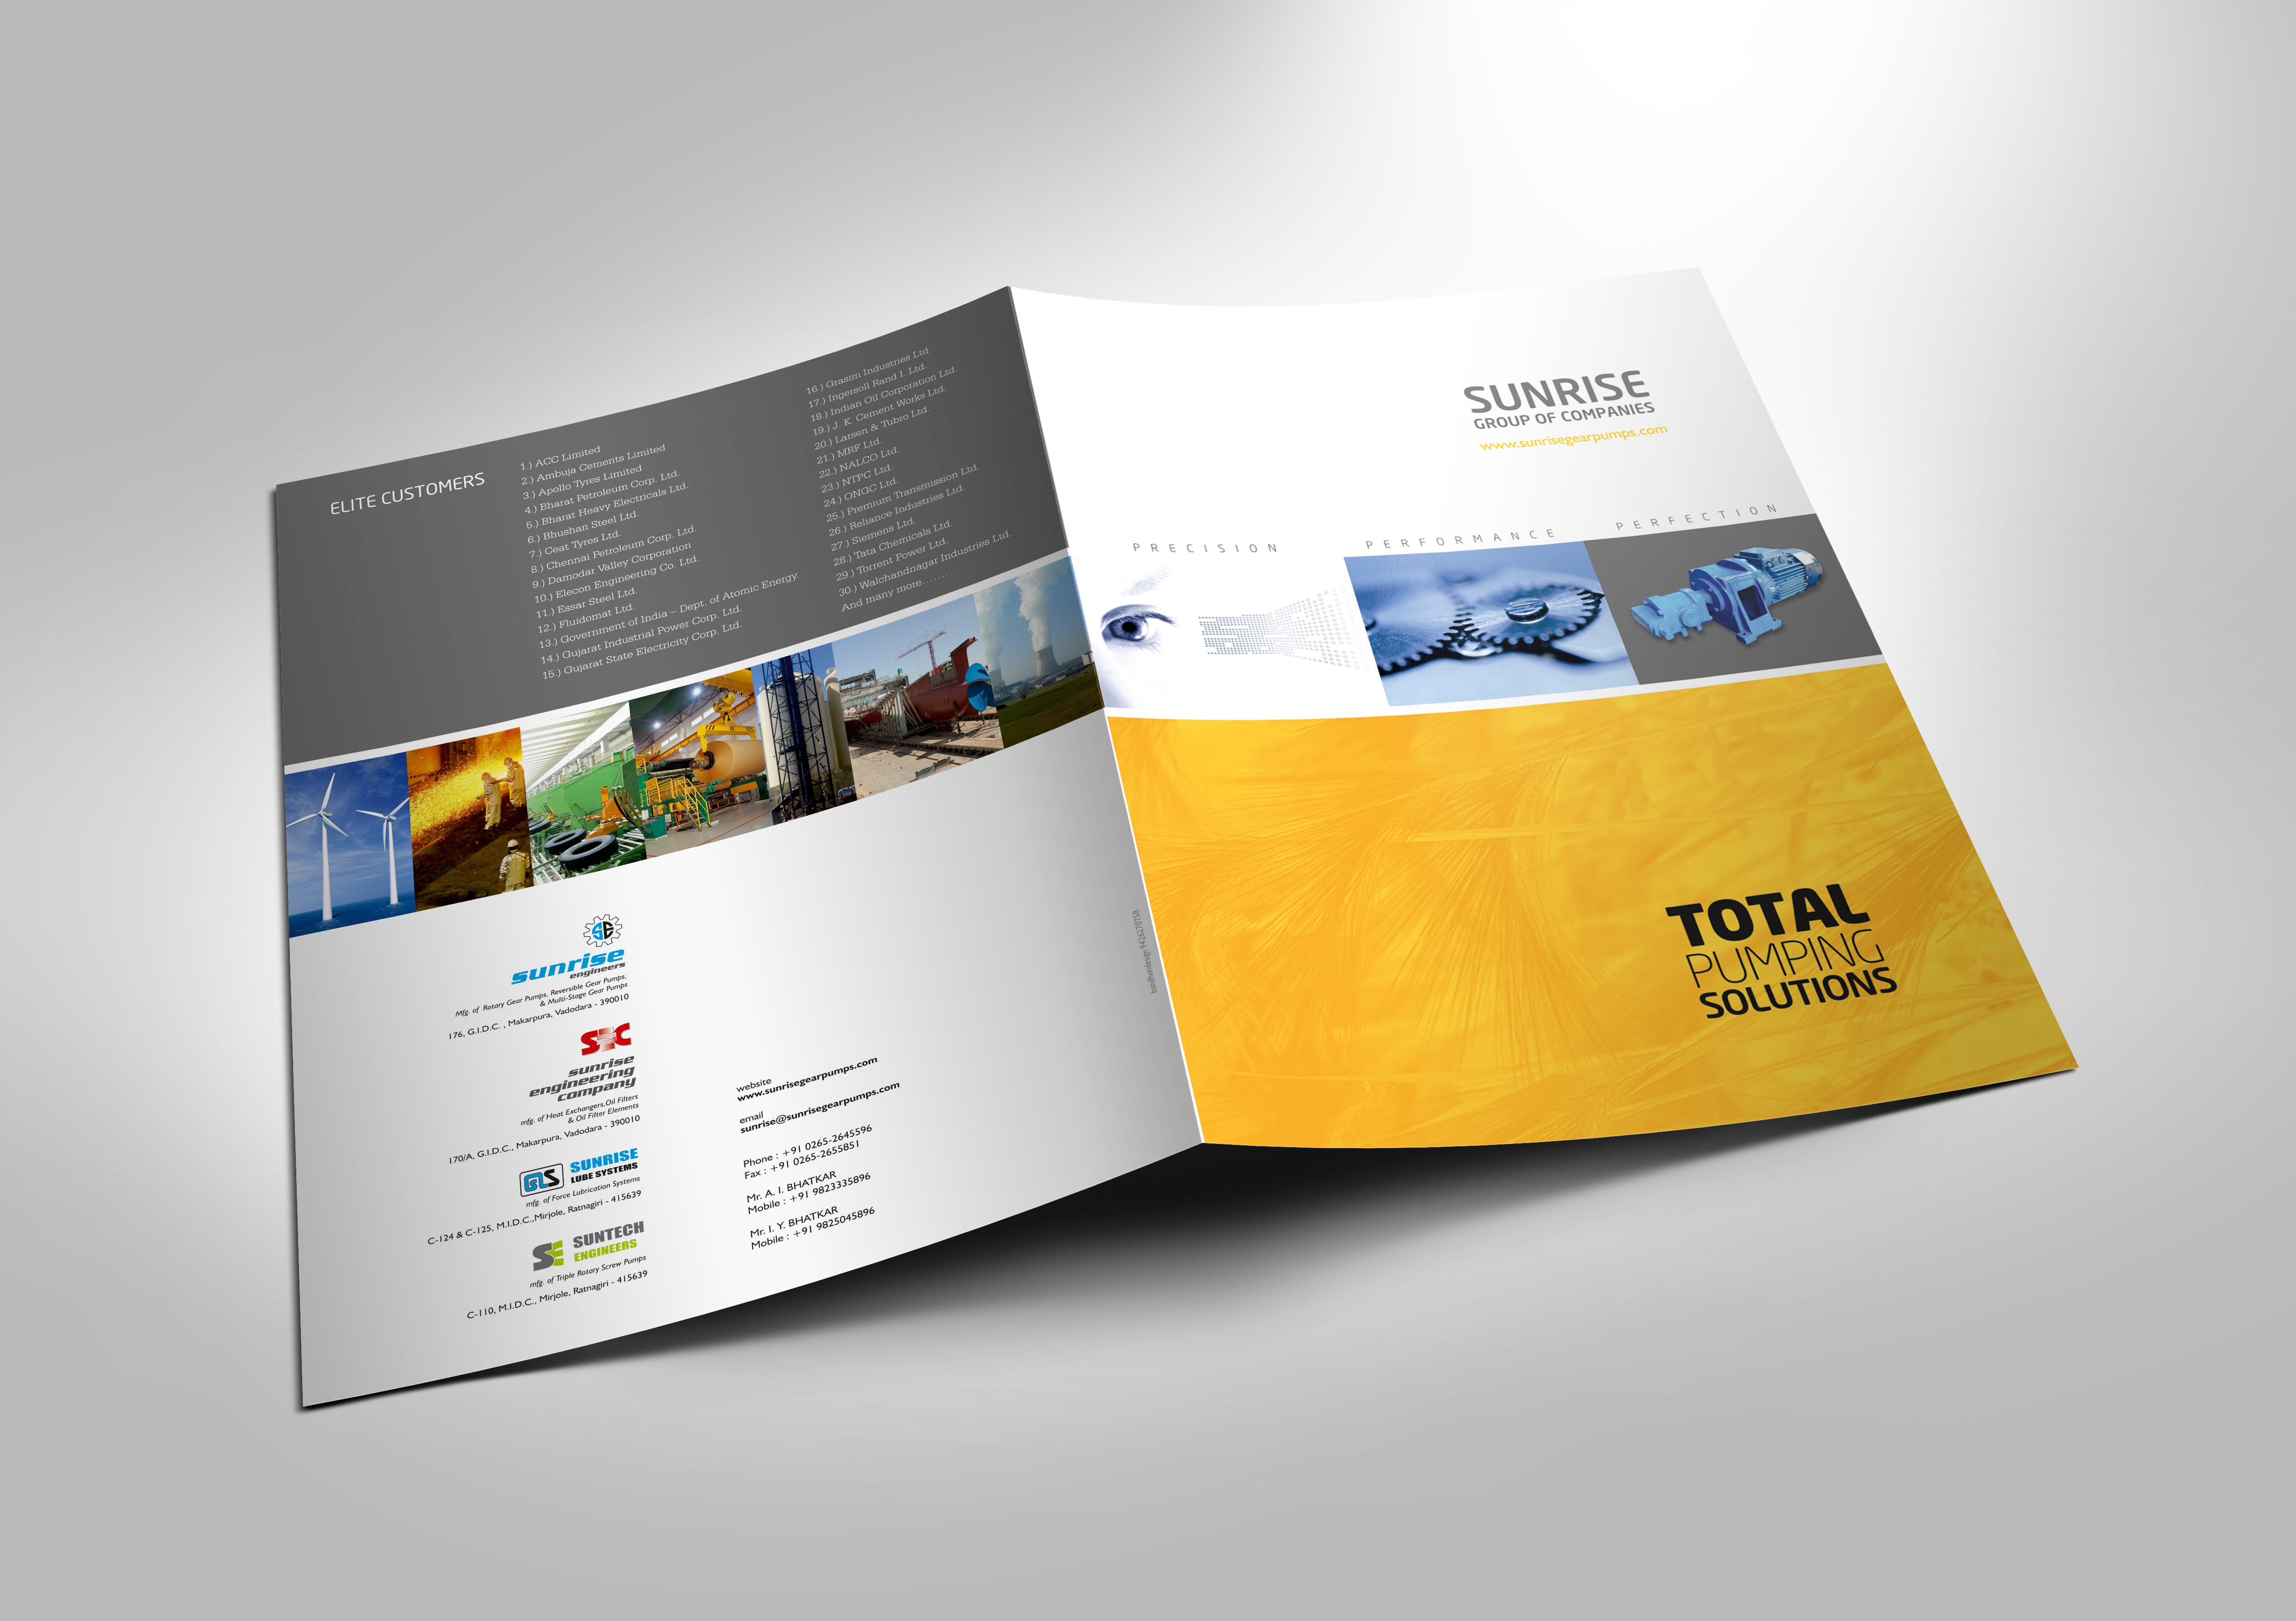 ELITE CUSTOMERS
1.) ACC Limited
2.) Ambuja Cements Limited
3.) Apollo Tyres Limited
4.) Bharat Petroleum Corp. Ltd.
5.) Bharat Heavy Electricals Ltd.
6.) Bhushan Steel Ltd.
7.) Ceat Tyres Ltd.
8.) Chennai Petroleum Corp. Ltd.
9.) Damodar Valley Corporation
10.) Elecon Engineering Co. Ltd.
11.) Essar Steel Ltd.
12.) Fluidomat Ltd.
13.) Government of India – Dept. of Atomic Energy.
14.) Gujarat Industrial Power Corp. Ltd.
15.) Gujarat State Electricity Corp. Ltd.
16.) Grasim Industries Ltd.
17.) Ingersoll Rand I. Ltd.
18.) Indian Oil Corporation Ltd.
19.) J. K. Cement Works Ltd.
20.) Larsen & Tubro Ltd.
21.) MRF Ltd.
22.) NALCO Ltd.
23.) NTPC Ltd.
24.) ONGC Ltd.
25.) Premium Transmission Ltd.
26.) Reliance Industries Ltd.
27.) Siemens Ltd.
28.) Tata Chemicals Ltd.
29.) Torrent Power Ltd.
30.) Walchandnagar Industries Ltd.
And many more.......
SE
sunrise
engineers
Mfg. of Rotary Gear Pumps, Reversible Gear Pumps,
& Multi-Stage Gear Pumps
176, G.I.D.C. , Makarpura, Vadodara - 390010
SEC
sunrise
engineering
company
mfg. of Heat Exchangers,Oil Filters
& Oil Filter Elements
170/A, G.I.D.C., Makarpura, Vadodara - 390010
SUNRISE
LUBE SYSTEMS
mfg. of Force Lubrication Systems
C-124 & C-125, M.I.D.C.,Mirjole, Ratnagiri - 415639
SE SUNTECH
ENGINEERS
mfg. of Triple Rotary Screw Pumps
C-110, M.I.D.C., Mirjole, Ratnagiri - 415639
website
www.sunrisegearpumps.com
email
sunrise@sunrisegearpumps.com
Phone : +91 0265-2645596
Fax : +91 0265-2655851
Mr. A. I. BHATKAR
Mobile : +91 9823335896
Mr. I. Y. BHATKAR
Mobile : +91 9825045896
SUNRISE
GROUP OF COMPANIES
www.sunrisegearpumps.com
PRECISION
PERFORMANCE
PERFECTION
TOTAL
PUMPING
SOLUTIONS